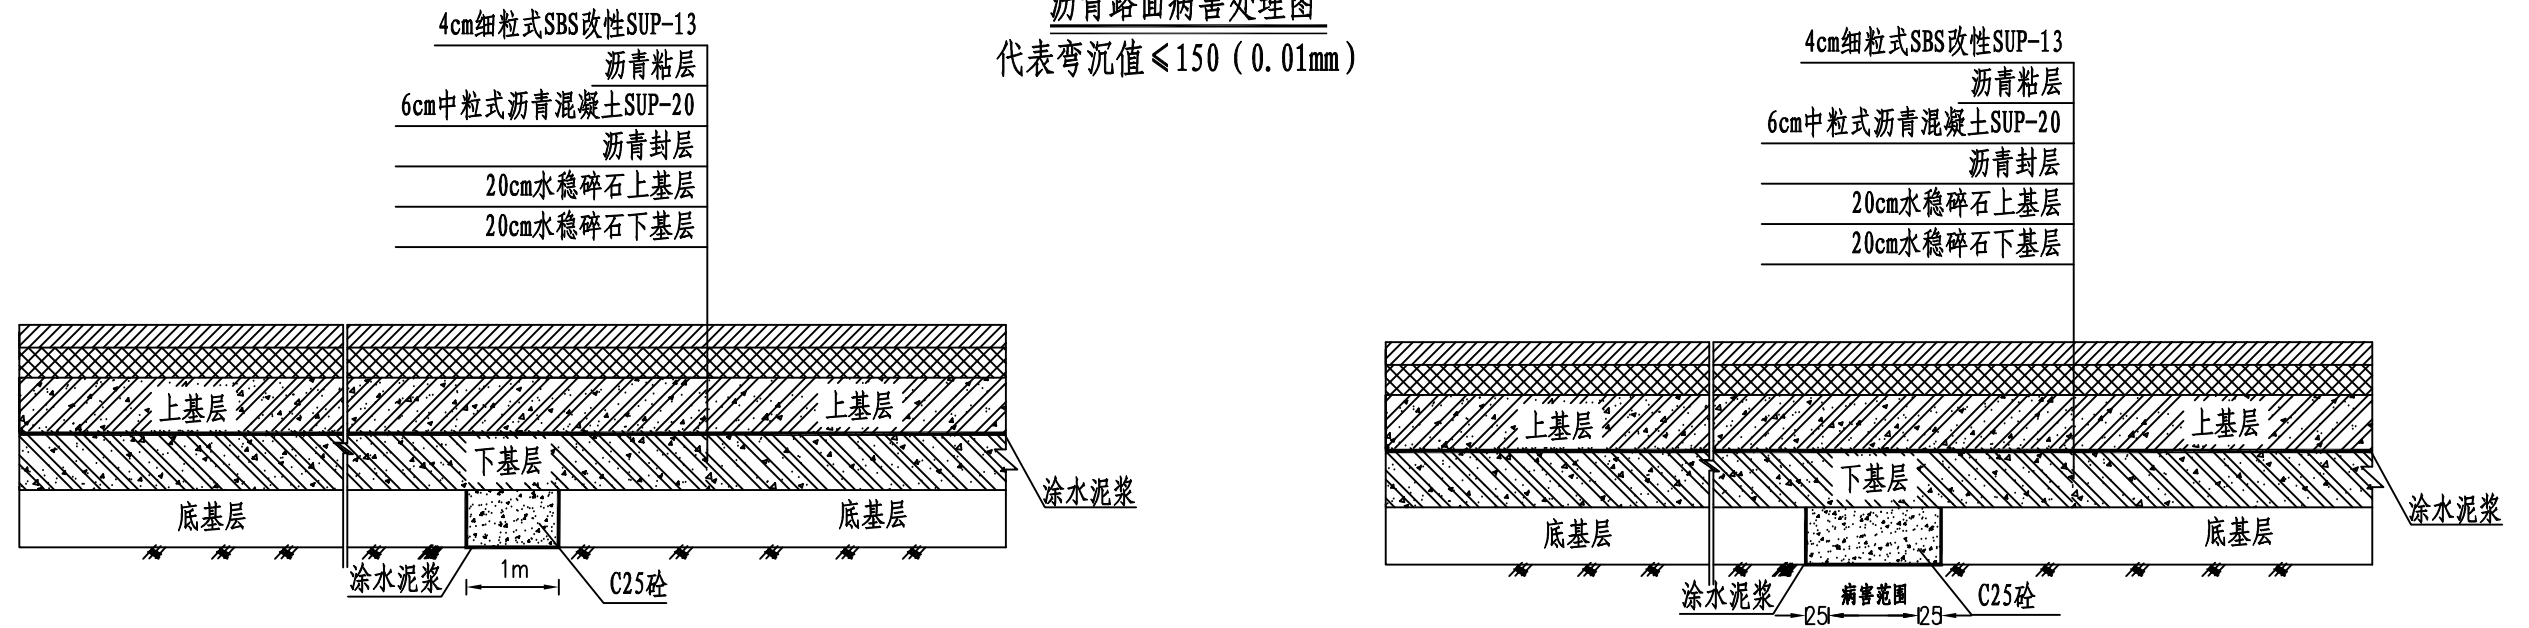 沥青路面病害处理图
代表弯沉值≤150（0.01mm）
4cm细粒式SBS改性SUP-13
沥青粘层
6cm中粒式沥青混凝土SUP-20
沥青封层
20cm水稳碎石上基层
20cm水稳碎石下基层
上基层
上基层
下基层
底基层
底基层
涂水泥浆
涂水泥浆
1m
C25砼
4cm细粒式SBS改性SUP-13
沥青粘层
6cm中粒式沥青混凝土SUP-20
沥青封层
20cm水稳碎石上基层
20cm水稳碎石下基层
上基层
上基层
下基层
底基层
底基层
涂水泥浆
涂水泥浆
病害范围
C25砼
25
25